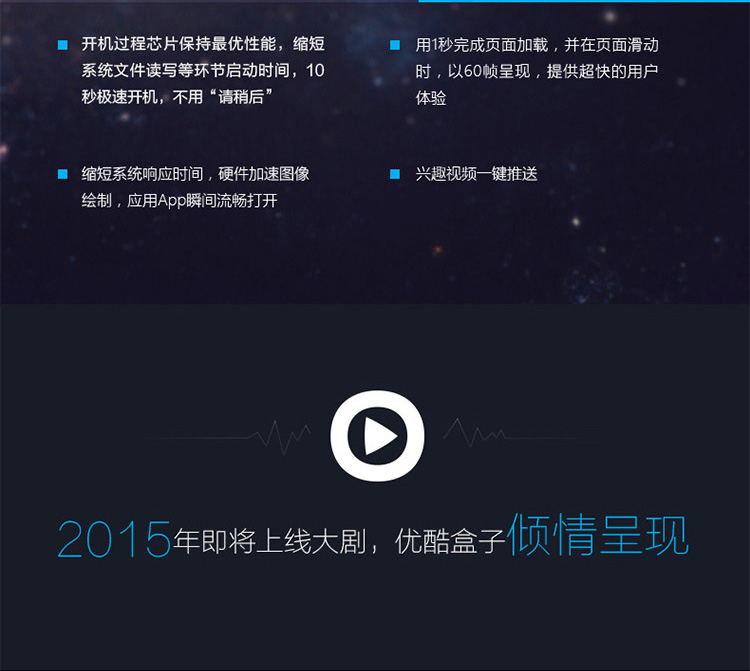 开机过程芯片保持最优性能，缩短
系统文件读写等环节启动时间，10
秒极速开机，不用“请稍后”
用1秒完成页面加载，并在页面滑动
时，以60帧呈现，提供超快的用户
体验
缩短系统响应时间，硬件加速图像
绘制，应用App瞬间流畅打开
兴趣视频一键推送
2015年即将上线大剧，优酷盒子倾情呈现